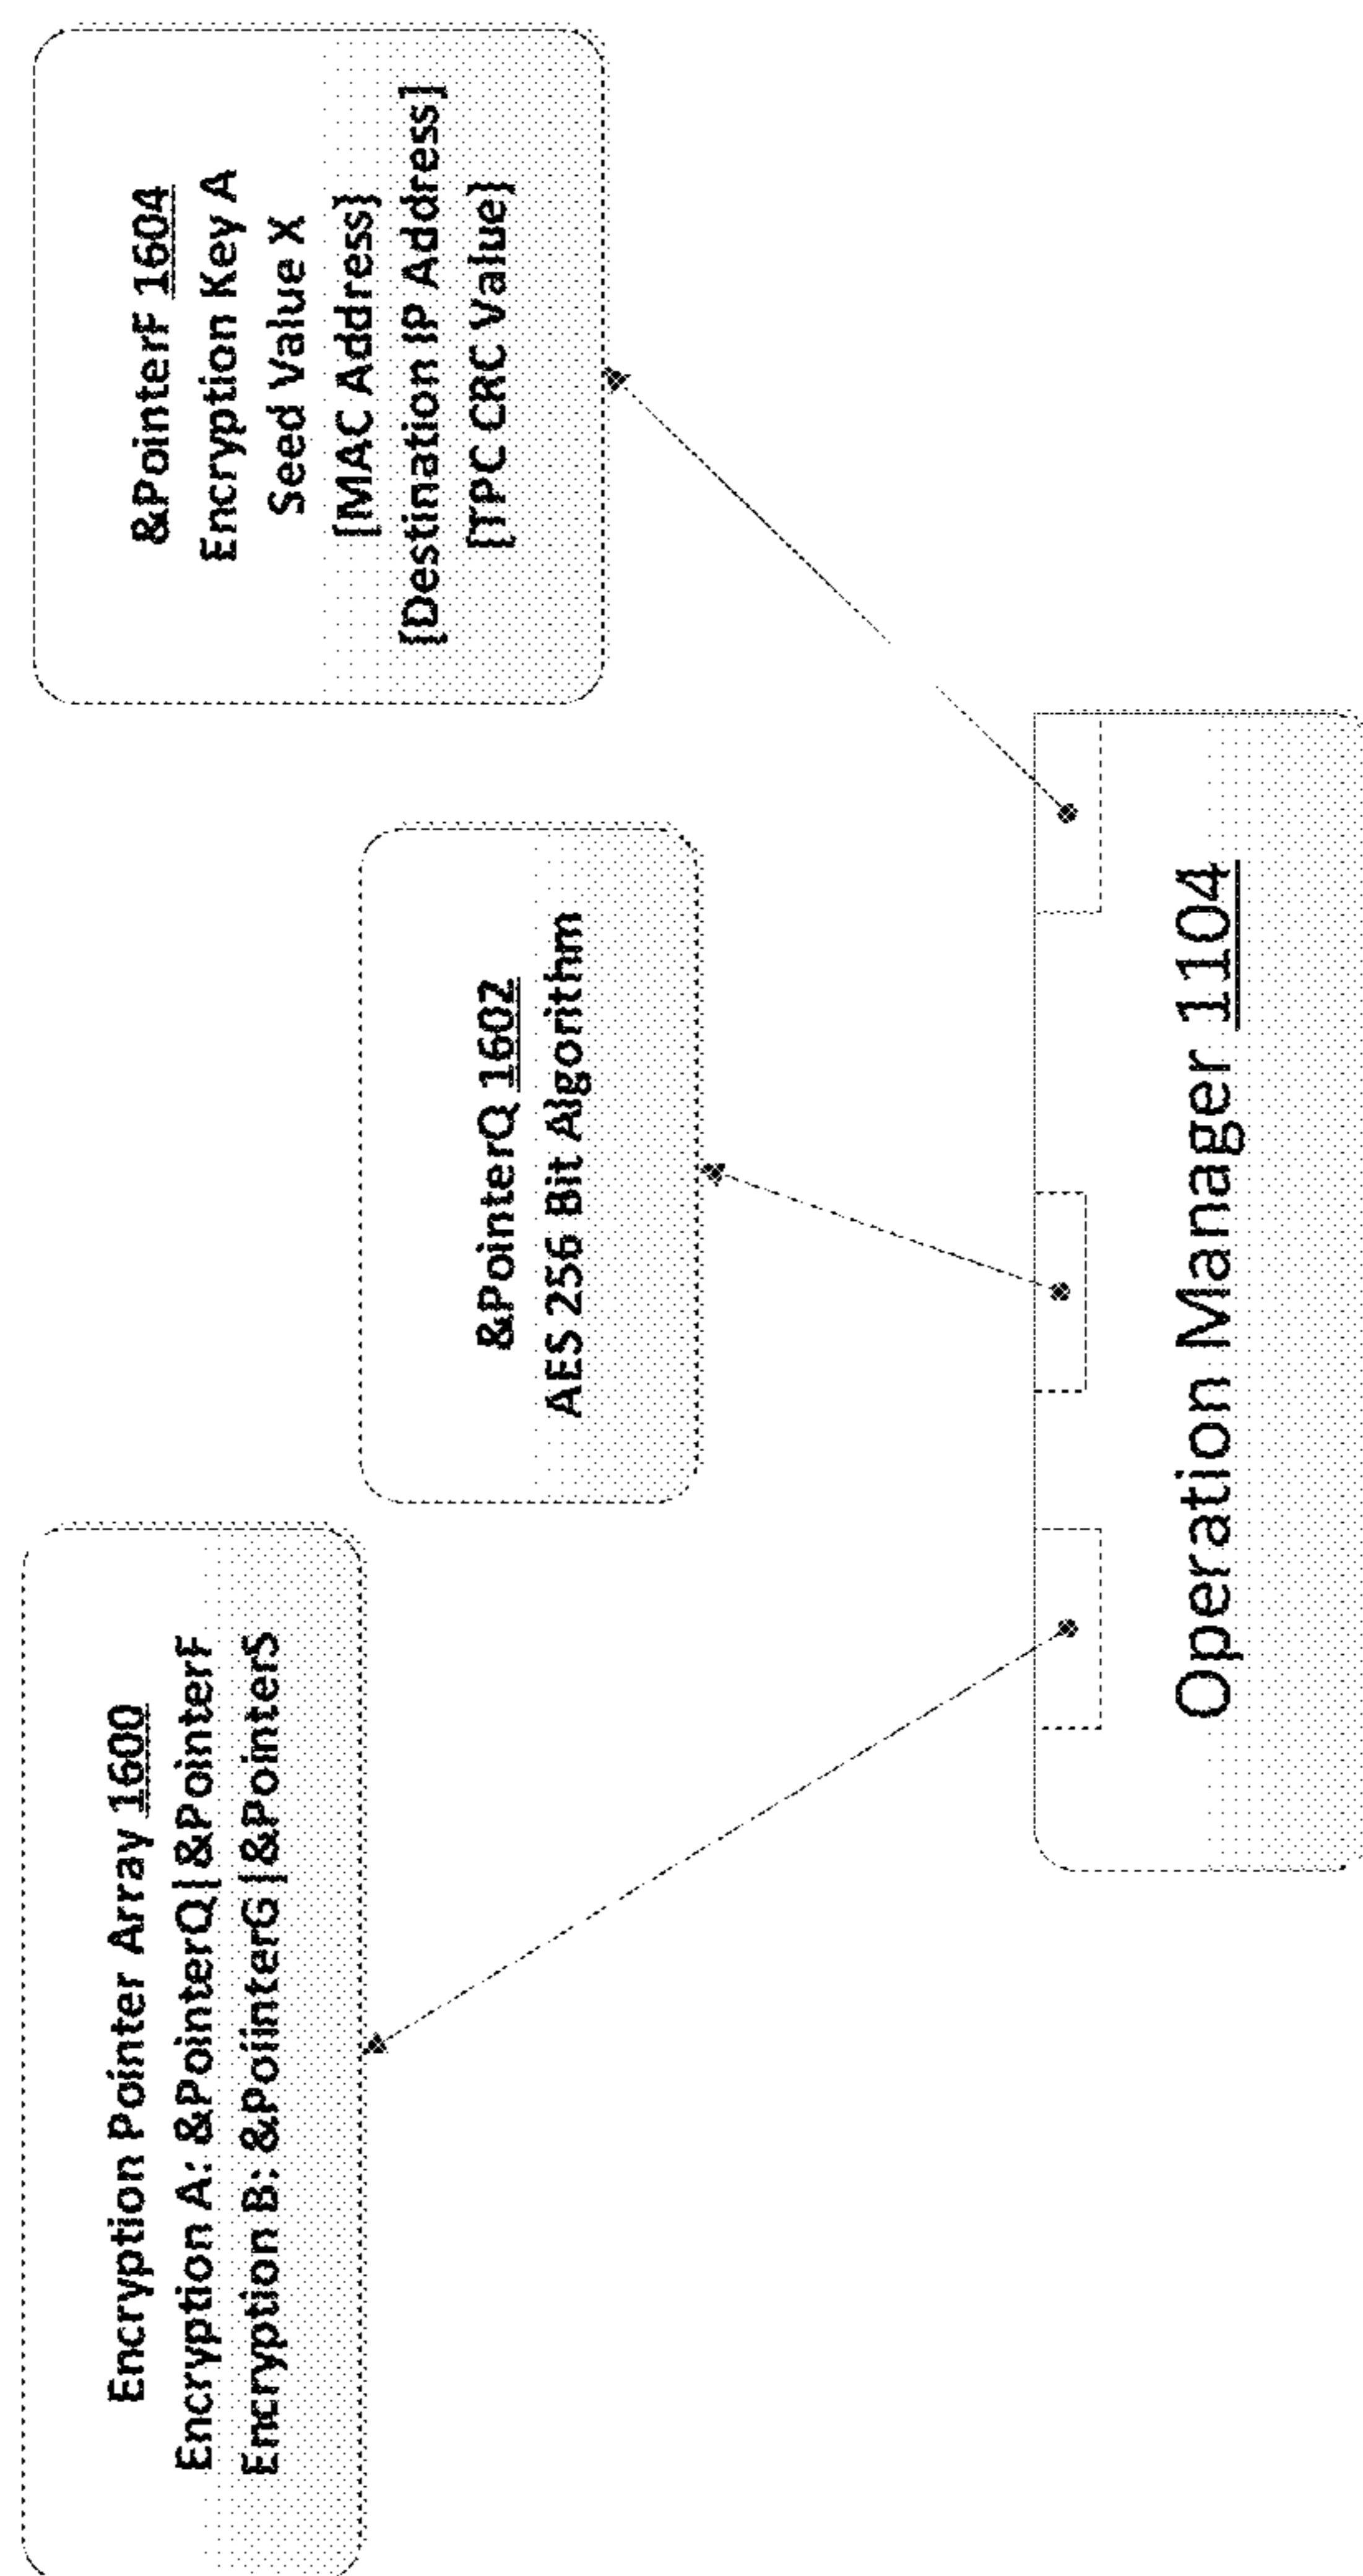 Encryption Pointer Array 1600
Encryption A: &PointerQ|&PointerF
Encryption B: &PoiinterG|&PointerS
&PointerQ 1602
AES 256 Bit Algorithm
&PointerF 1604
Encryption Key A
Seed Value X
[MAC Address]
[Destination IP Address]
[TPC CRC Value]
Operation Manager 1104